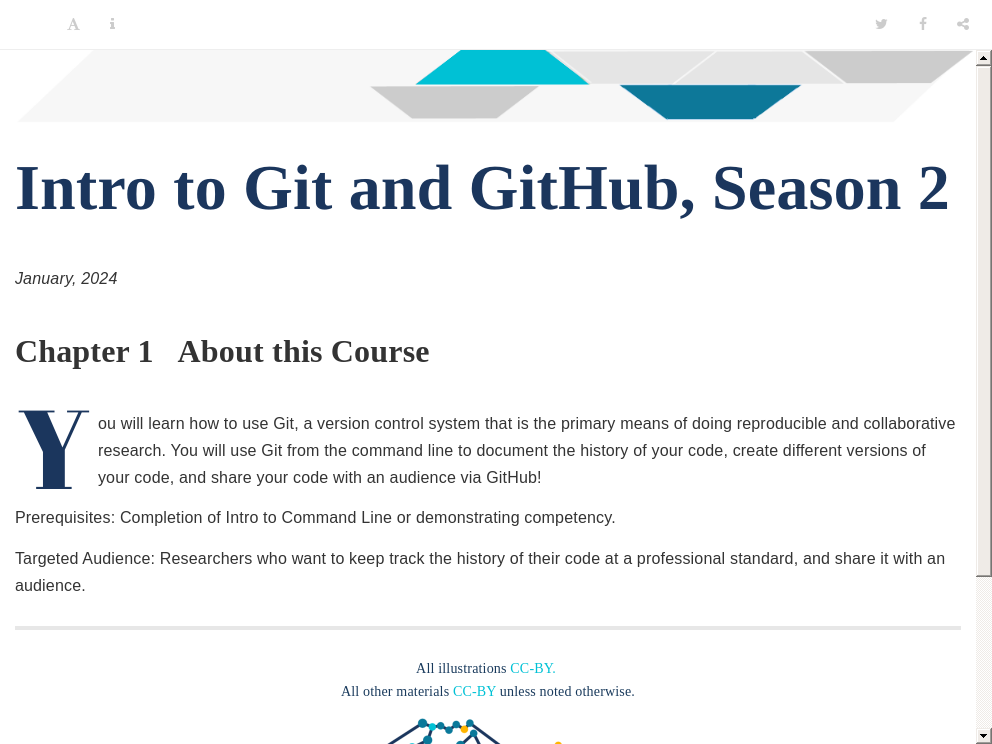 Intro to Git and GitHub, Season 2
January, 2024
Chapter 1 About this Course
You will learn how to use Git, a version control system that is the primary means of doing reproducible and collaborative
research. You will use Git from the command line to document the history of your code, create different versions of
your code, and share your code with an audience via GitHub!
Prerequisites: Completion of Intro to Command Line or demonstrating competency.
Targeted Audience: Researchers who want to keep track the history of their code at a professional standard, and share it with an
audience.
All illustrations CC-BY.
All other materials CC-BY unless noted otherwise.